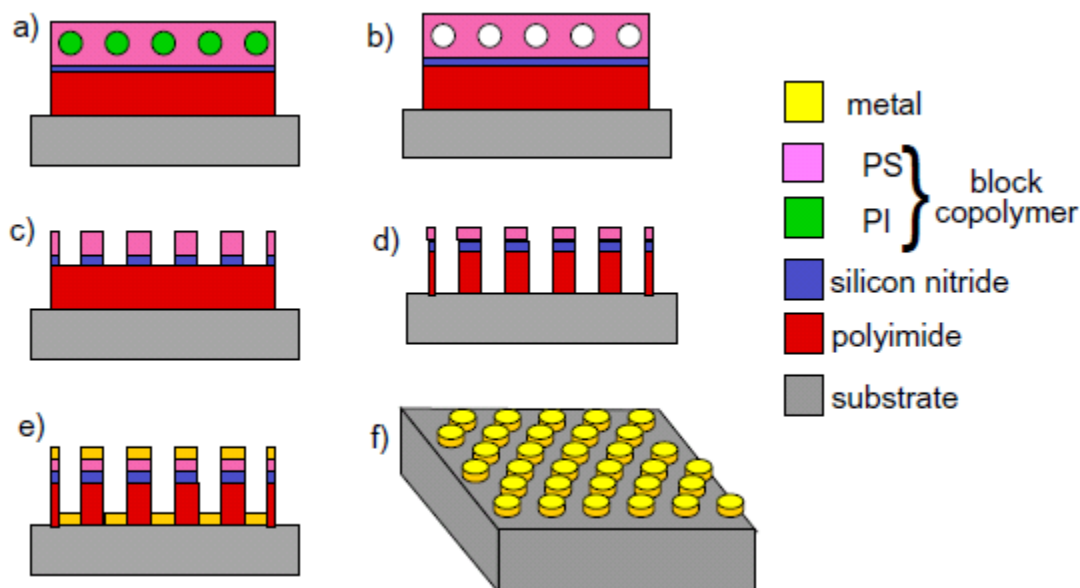 a)
b)
c)
d)
e)
f)
metal
PS
PI
block
copolymer
silicon nitride
polyimide
substrate